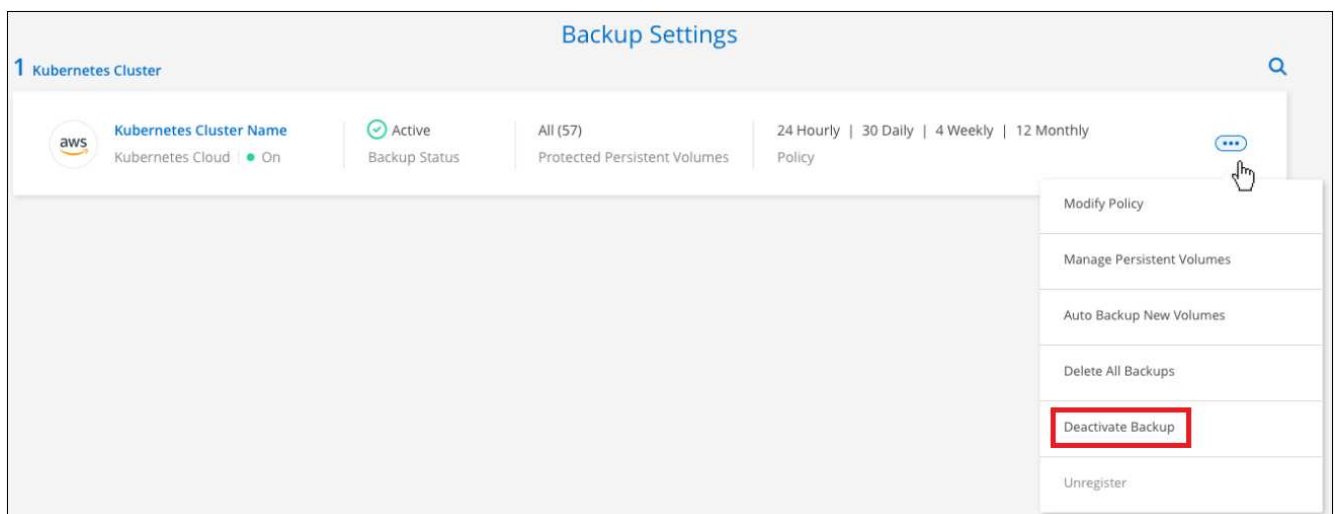 Backup Settings
1 Kubernetes Cluster
aws
Kubernetes Cluster Name
Kubernetes Cloud | On
Active
Backup Status
All (57)
Protected Persistent Volumes
24 Hourly | 30 Daily | 4 Weekly | 12 Monthly
Policy
Modify Policy
Manage Persistent Volumes
Auto Backup New Volumes
Delete All Backups
Deactivate Backup
Unregister